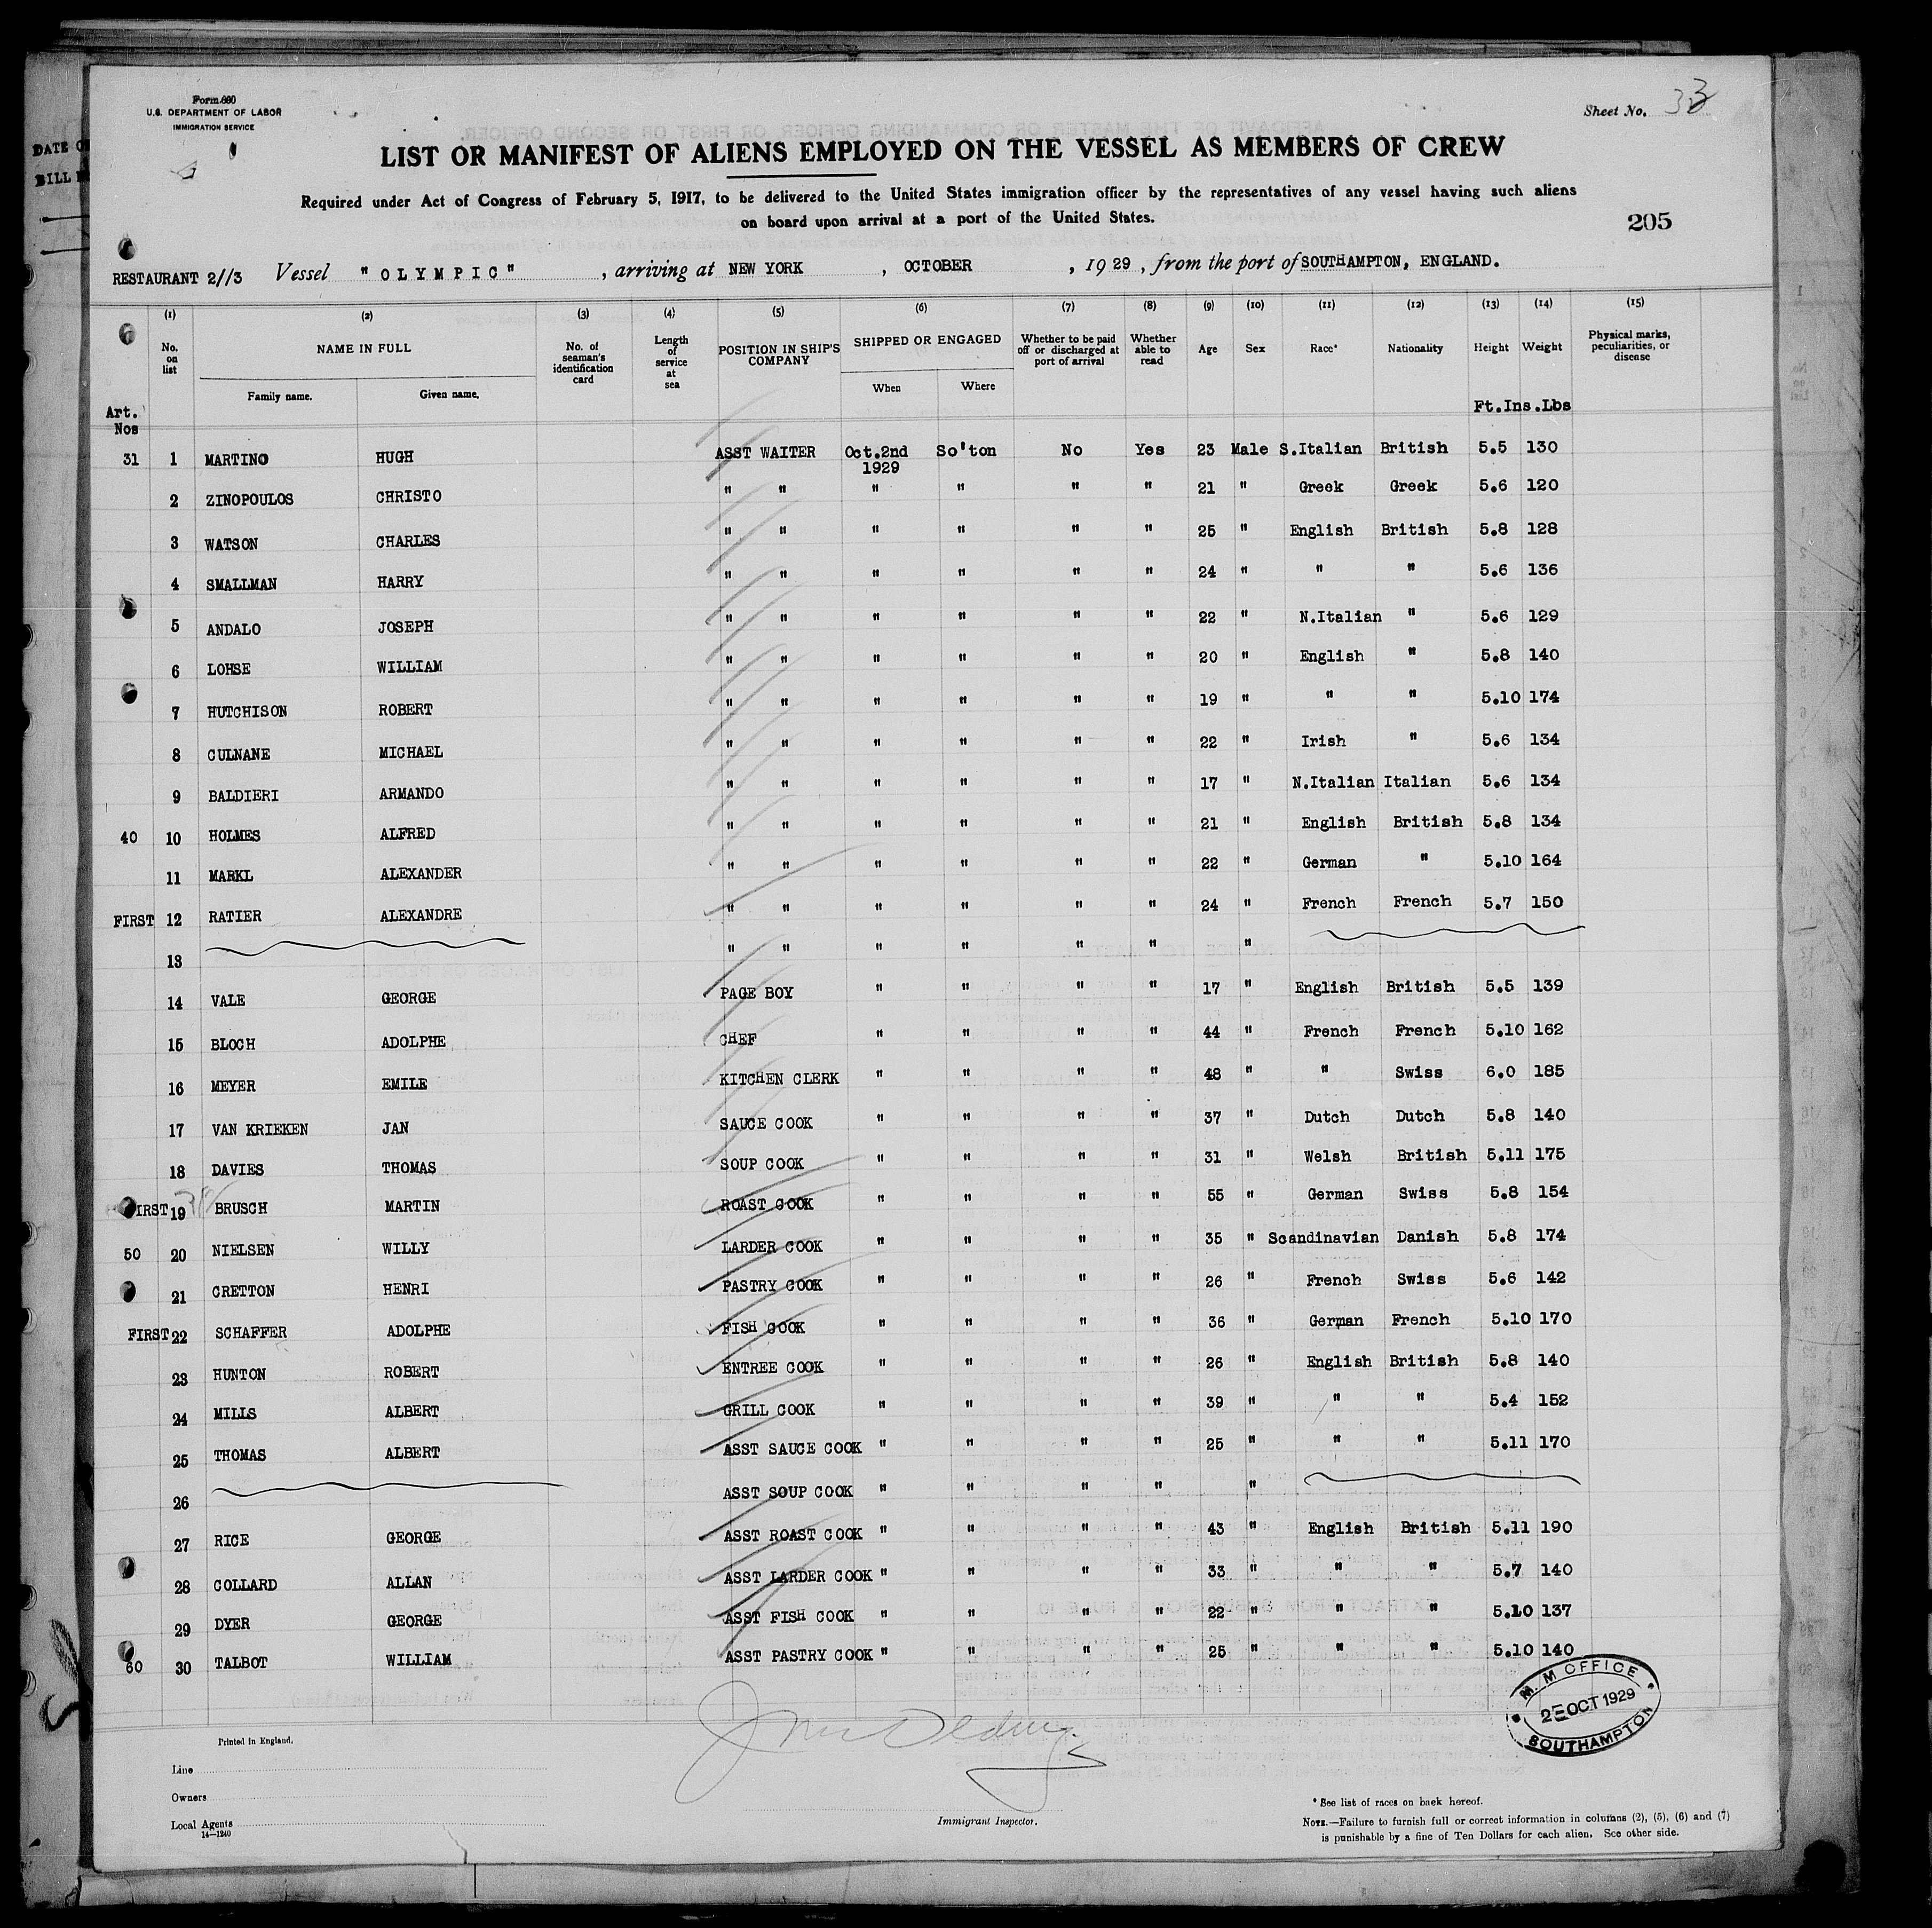 Form 680
U.S. DEPARTMENT OF LABOR
IMMIGRATION SERVICE
Sheet No. 33
LIST OR MANIFEST OF ALIENS EMPLOYED ON THE VESSEL AS MEMBERS OF CREW
Required under Act of Congress of February 5, 1917, to be delivered to the United States immigration officer by the representatives of any vessel having such aliens
on board upon arrival at a port of the United States.
205
RESTAURANT 2//3 Vessel "OLYMPIC", arriving at NEW YORK, OCTOBER, 1929, from the port of SOUTHAMPTON, ENGLAND.
(1) (2) (3) (4) (5) (6) (7) (8) (9) (10) (11) (12) (13) (14) (15)
No. on list NAME IN FULL Family name. Given name. No. of seaman's identification card Length of service at sea POSITION IN SHIP'S COMPANY SHIPPED OR ENGAGED When Where Whether to be paid off or discharged at port of arrival Whether able to read Age Sex Race* Nationality Height Weight Physical marks, peculiarities, or disease
Art. Nos Ft.Ins.Lbs
31 1 MARTINO HUGH ASST WAITER Oct.2nd 1929 So'ton No Yes 23 Male S.Italian British 5.5 130
2 ZINOPOULOS CHRISTO " " " " " " 21 " Greek Greek 5.6 120
3 WATSON CHARLES " " " " " " 25 " English British 5.8 128
4 SMALLMAN HARRY " " " " " " 24 " " " 5.6 136
5 ANDALO JOSEPH " " " " " " 22 " N.Italian " 5.6 129
6 LOHSE WILLIAM " " " " " " 20 " English " 5.8 140
7 HUTCHISON ROBERT " " " " " " 19 " " " 5.10 174
8 CULNANE MICHAEL " " " " " " 22 " Irish " 5.6 134
9 BALDIERI ARMANDO " " " " " " 17 " N.Italian Italian 5.6 134
40 10 HOLMES ALFRED " " " " " " 21 " English British 5.8 134
11 MARKL ALEXANDER " " " " " " 22 " German " 5.10 164
FIRST 12 RATIER ALEXANDRE " " " " " " 24 " French French 5.7 150
13 " " " " " " "
14 VALE GEORGE PAGE BOY " " " " 17 " English British 5.5 139
15 BLOCH ADOLPHE CHEF " " " " 44 " French French 5.10 162
16 MEYER EMILE KITCHEN CLERK " " " " 48 " " Swiss 6.0 185
17 VAN KRIEKEN JAN SAUCE COOK " " " " 37 " Dutch Dutch 5.8 140
18 DAVIES THOMAS SOUP COOK " " " " 31 " Welsh British 5.11 175
FIRST 19 BRUSCH MARTIN ROAST COOK " " " " 55 " German Swiss 5.8 154
50 20 NIELSEN WILLY LARDER COOK " " " " 35 " Scandinavian Danish 5.8 174
21 CRETTON HENRI PASTRY COOK " " " " 26 " French Swiss 5.6 142
FIRST 22 SCHAFFER ADOLPHE FISH COOK " " " " 36 " German French 5.10 170
23 HUNTON ROBERT ENTREE COOK " " " " 26 " English British 5.8 140
24 MILLS ALBERT GRILL COOK " " " " 39 " " " 5.4 152
25 THOMAS ALBERT ASST SAUCE COOK " " " " 25 " " " 5.11 170
26 ASST SOUP COOK " " " " "
27 RICE GEORGE ASST ROAST COOK " " " " 43 " English British 5.11 190
28 COLLARD ALLAN ASST LARDER COOK " " " " 33 " " " 5.7 140
29 DYER GEORGE ASST FISH COOK " " " " 22 " " " 5.10 137
60 30 TALBOT WILLIAM ASST PASTRY COOK " " " " 25 " " " 5.10 140
M. M OFFICE
2 OCT 1929
SOUTHAMPTON
Printed in England.
Line
Owners
Local Agents
14—1240
Immigrant Inspector.
* See list of races on back hereof.
NOTE.—Failure to furnish full or correct information in columns (2), (5), (6) and (7)
is punishable by a fine of Ten Dollars for each alien. See other side.